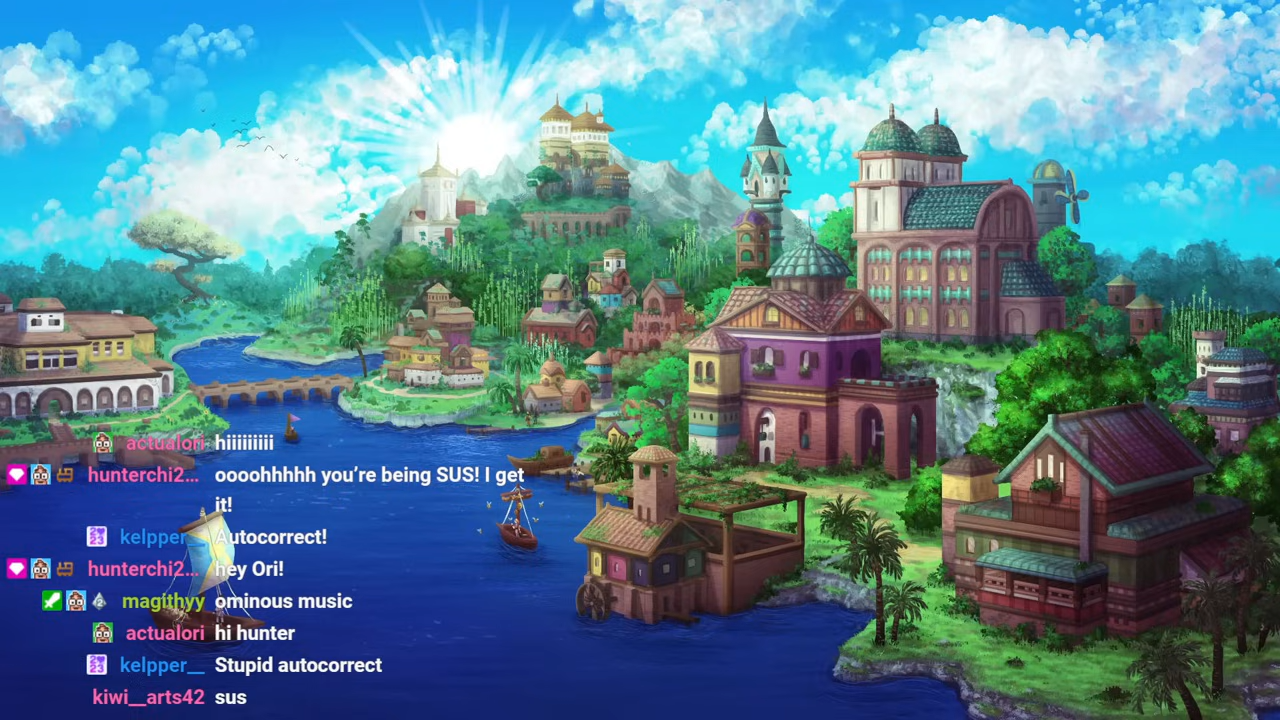 actualori hiiiiiiiii
hunterchi2... oooohhhhh you’re being SUS! I get
it!
kelpper__ Autocorrect!
hunterchi2... hey Ori!
magithyy ominous music
actualori hi hunter
kelpper__ Stupid autocorrect
kiwi__arts42 sus